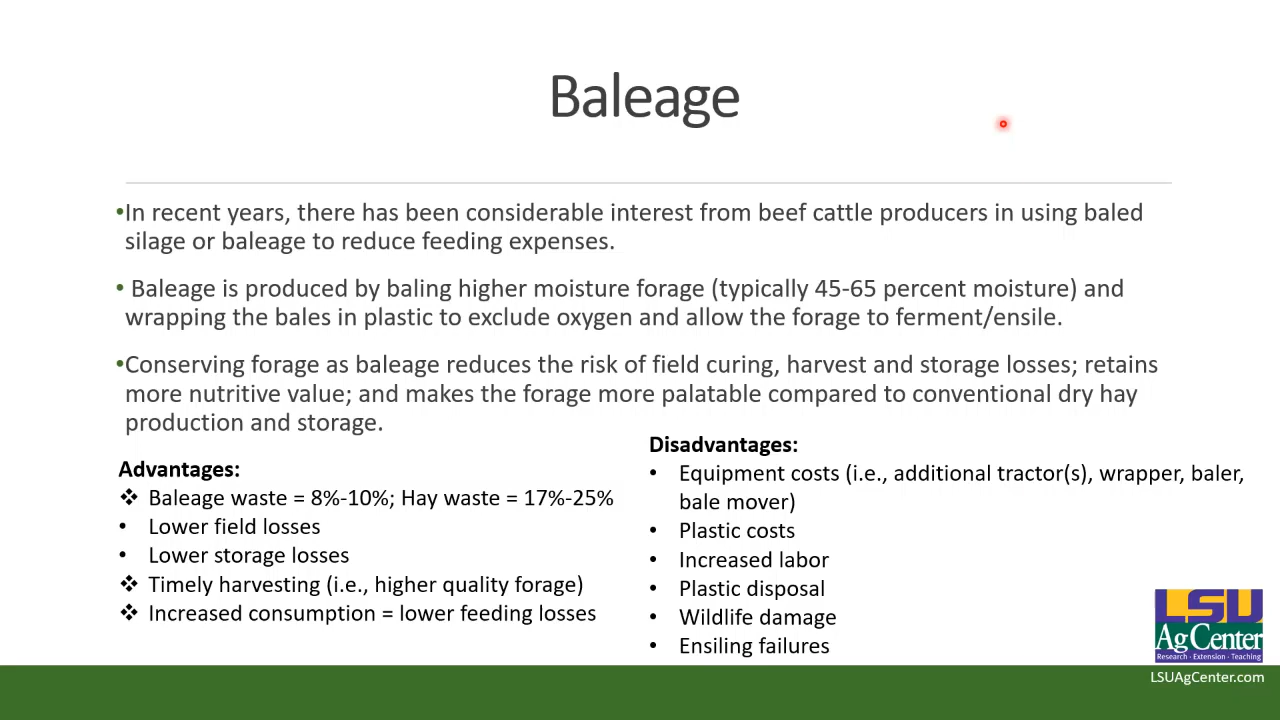 Baleage
•In recent years, there has been considerable interest from beef cattle producers in using baled
silage or baleage to reduce feeding expenses.
• Baleage is produced by baling higher moisture forage (typically 45-65 percent moisture) and
wrapping the bales in plastic to exclude oxygen and allow the forage to ferment/ensile.
•Conserving forage as baleage reduces the risk of field curing, harvest and storage losses; retains
more nutritive value; and makes the forage more palatable compared to conventional dry hay
production and storage.
Advantages:
❖ Baleage waste = 8%-10%; Hay waste = 17%-25%
• Lower field losses
• Lower storage losses
❖ Timely harvesting (i.e., higher quality forage)
❖ Increased consumption = lower feeding losses
Disadvantages:
• Equipment costs (i.e., additional tractor(s), wrapper, baler,
bale mover)
• Plastic costs
• Increased labor
• Plastic disposal
• Wildlife damage
• Ensiling failures
LSU
AgCenter
Research · Extension · Teaching
LSUAgCenter.com